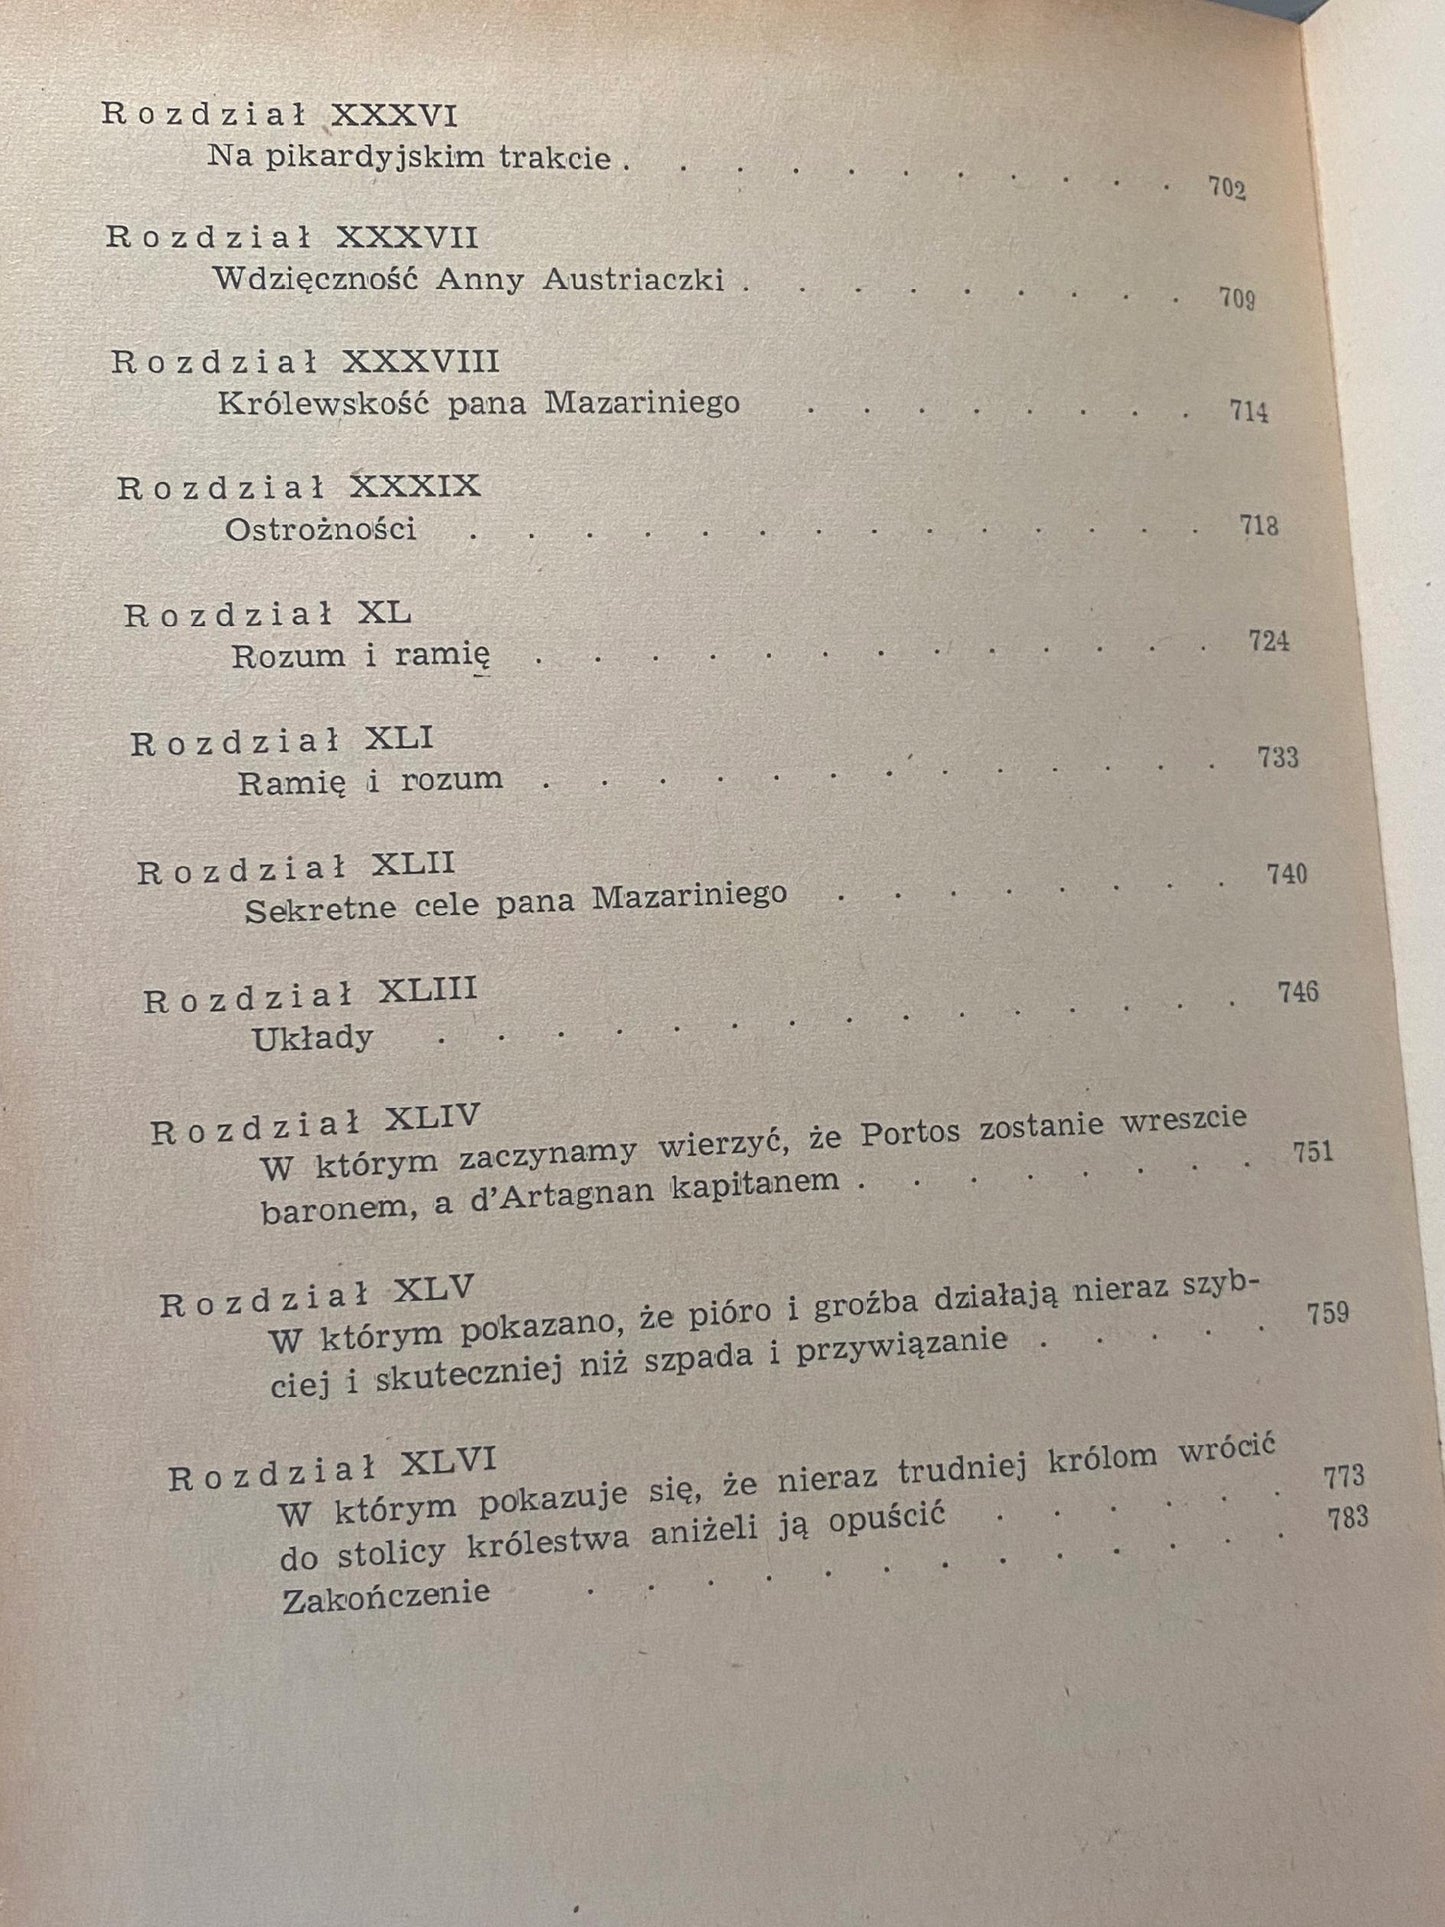 Rozdział XXXVI
Na pikardyjskim trakcie . . . . . . . . . . . 702
Rozdział XXXVII
Wdzięczność Anny Austriaczki . . . . . . . . . 709
Rozdział XXXVIII
Królewskość pana Mazariniego . . . . . . . . 714
Rozdział XXXIX
Ostrożności . . . . . . . . . . . . . . 718
Rozdział XL
Rozum i ramię . . . . . . . . . . . . . 724
Rozdział XLI
Ramię i rozum . . . . . . . . . . . . . 733
Rozdział XLII
Sekretne cele pana Mazariniego . . . . . . . . 740
Rozdział XLIII
Układy . . . . . . . . . . . . . . . 746
Rozdział XLIV
W którym zaczynamy wierzyć, że Portos zostanie wreszcie
baronem, a d'Artagnan kapitanem . . . . . . . . 751
Rozdział XLV
W którym pokazano, że pióro i groźba działają nieraz szyb-
ciej i skuteczniej niż szpada i przywiązanie . . . . . 759
Rozdział XLVI
W którym pokazuje się, że nieraz trudniej królom wrócić
do stolicy królestwa aniżeli ją opuścić . . . . . . 773
Zakończenie . . . . . . . . . . . . . 783